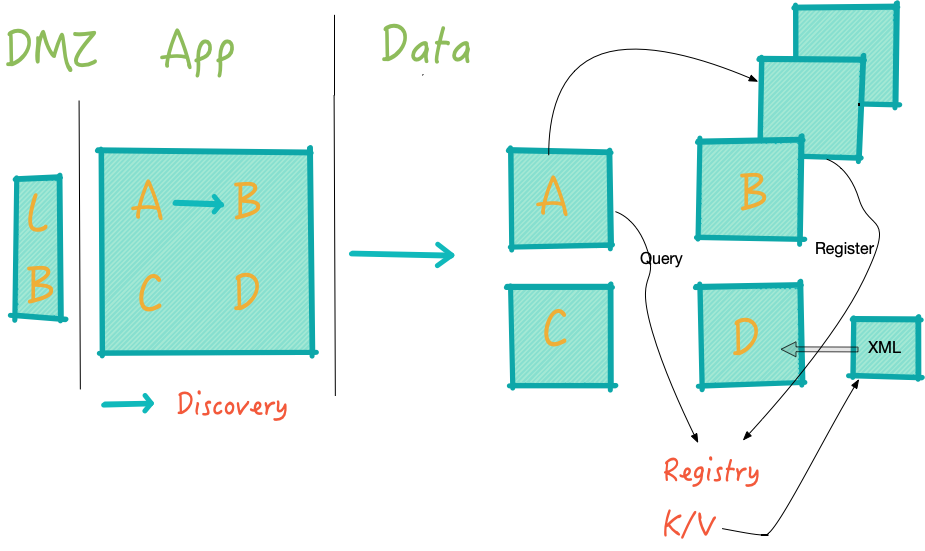 DMZ App Data
L
B
A B
C D
Discovery
A
B
Query
Register
C
D
XML
Registry
K/V